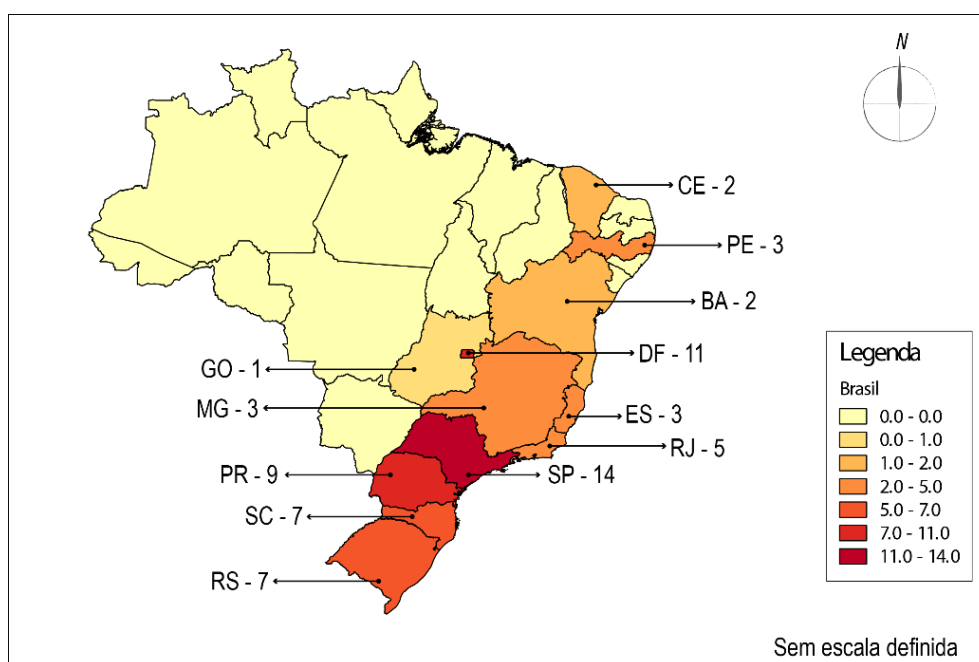 N
CE - 2
PE - 3
BA - 2
DF - 11
GO - 1
MG - 3
ES - 3
RJ - 5
PR - 9
SP - 14
SC - 7
RS - 7
Legenda
Brasil
0.0 - 0.0
0.0 - 1.0
1.0 - 2.0
2.0 - 5.0
5.0 - 7.0
7.0 - 11.0
11.0 - 14.0
Sem escala definida